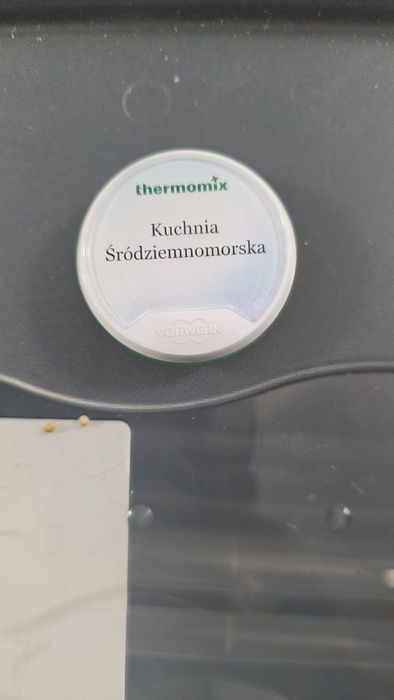 thermomix
Kuchnia
Śródziemnomorska
VORWERK